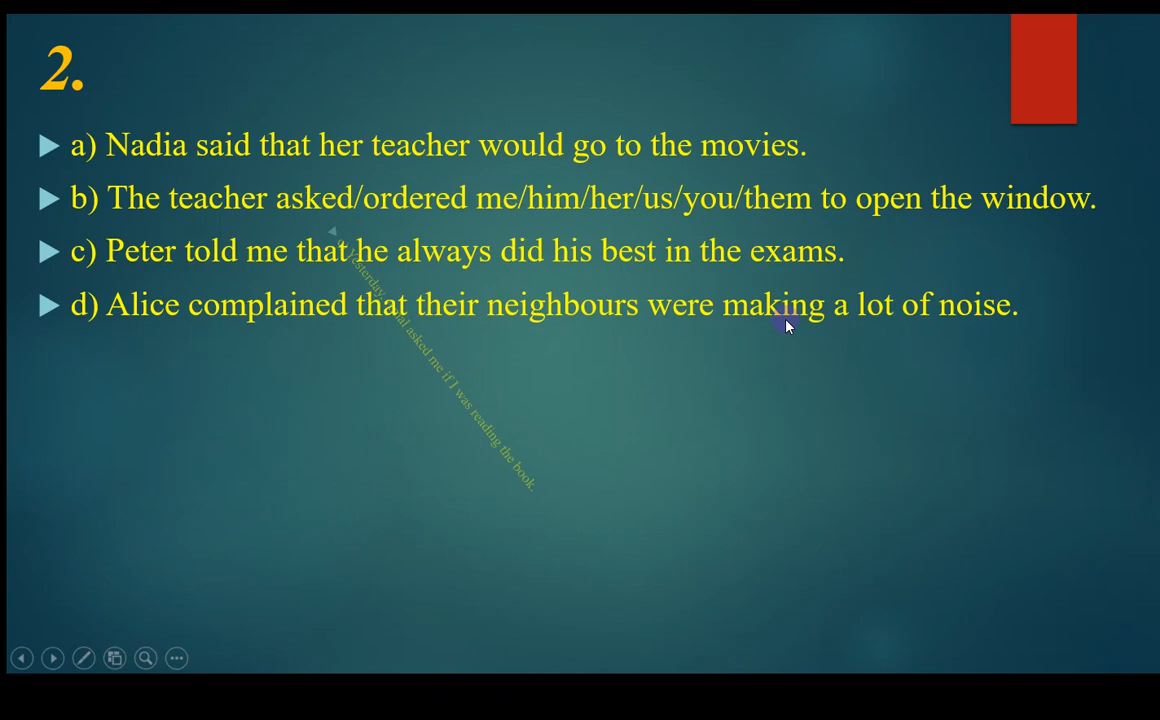 2.
a) Nadia said that her teacher would go to the movies.
b) The teacher asked/ordered me/him/her/us/you/them to open the window.
c) Peter told me that he always did his best in the exams.
d) Alice complained that their neighbours were making a lot of noise.
Yesterday asked me if I was reading the book.